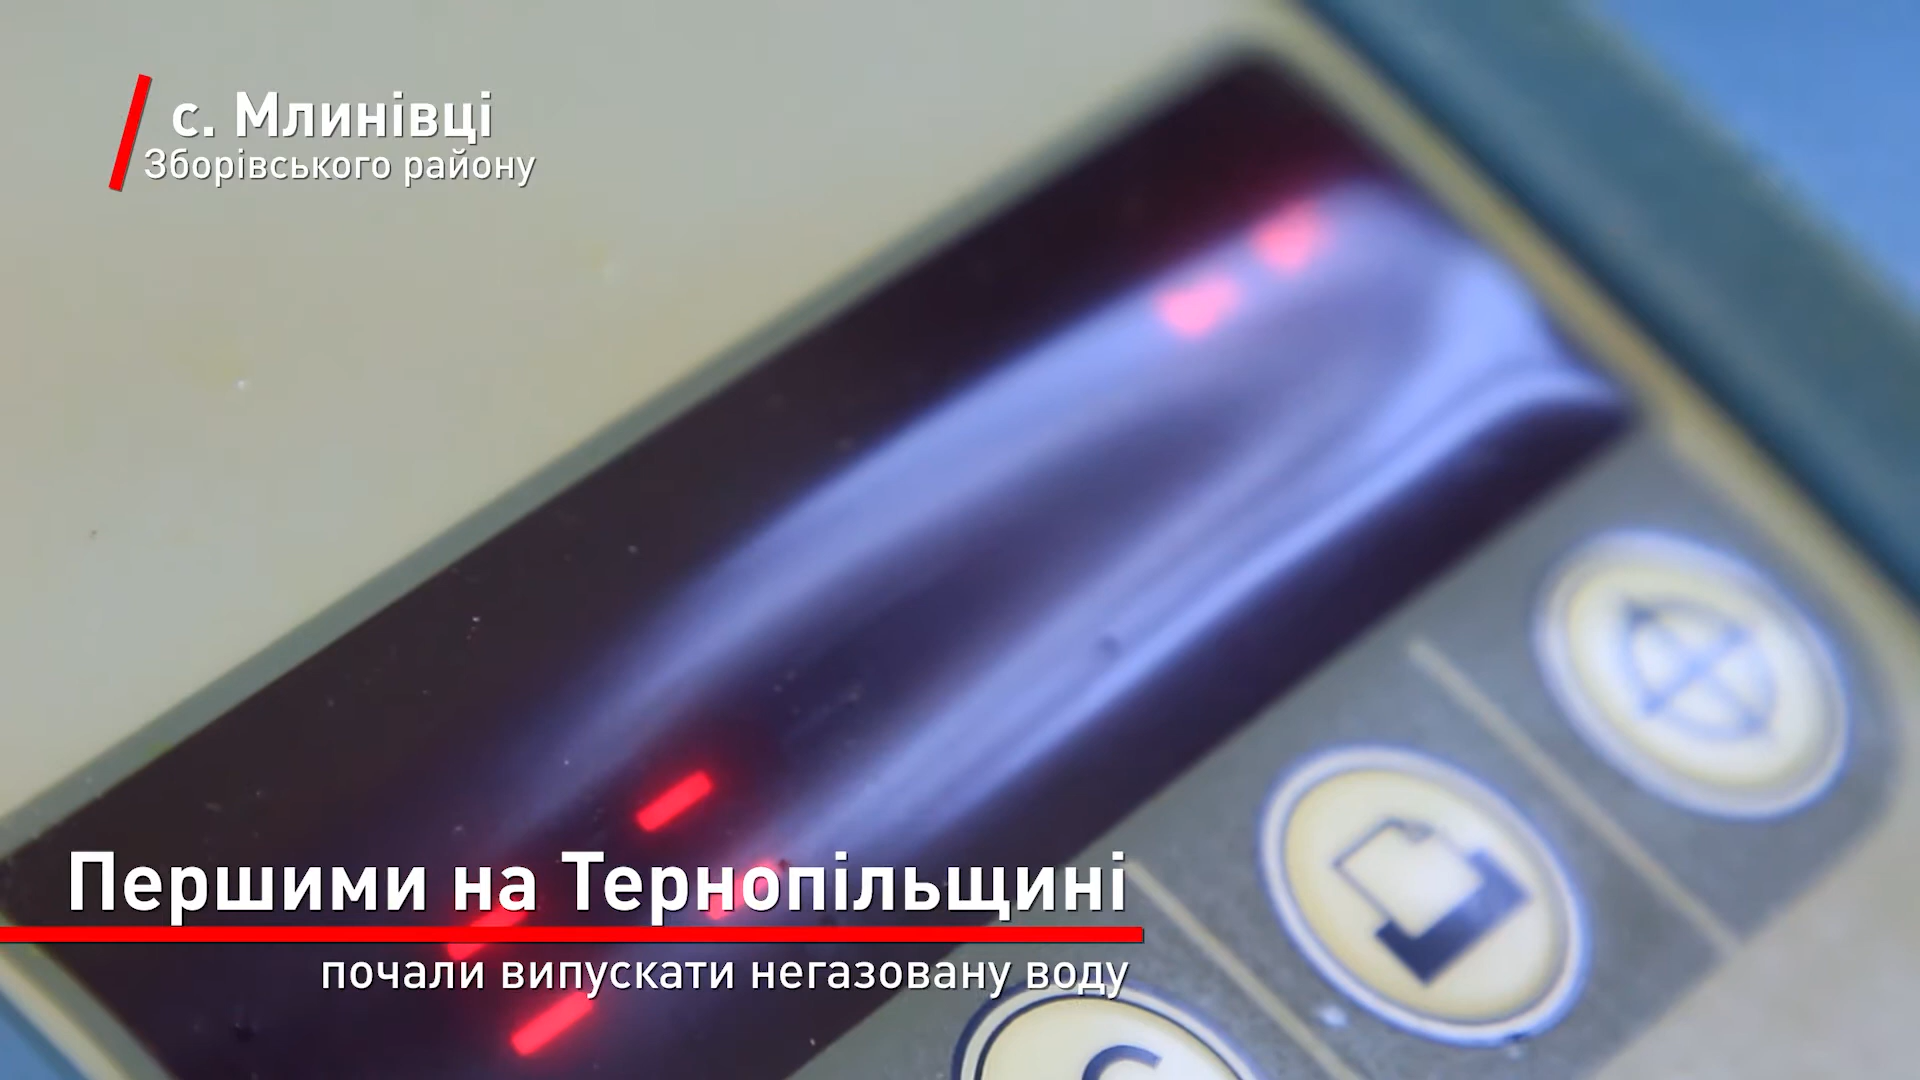 с. Млинівці
Зборівського району
Першими на Тернопільщині
почали випускати негазовану воду
C